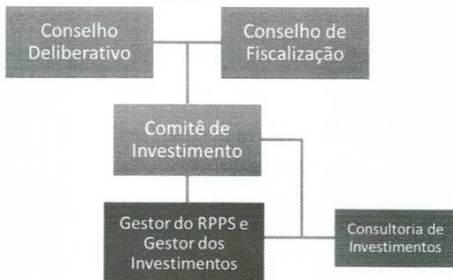 Conselho
Deliberativo
Conselho de
Fiscalização
Comitê de
Investimento
Gestor do RPPS e
Gestor dos
Investimentos
Consultoria de
Investimentos